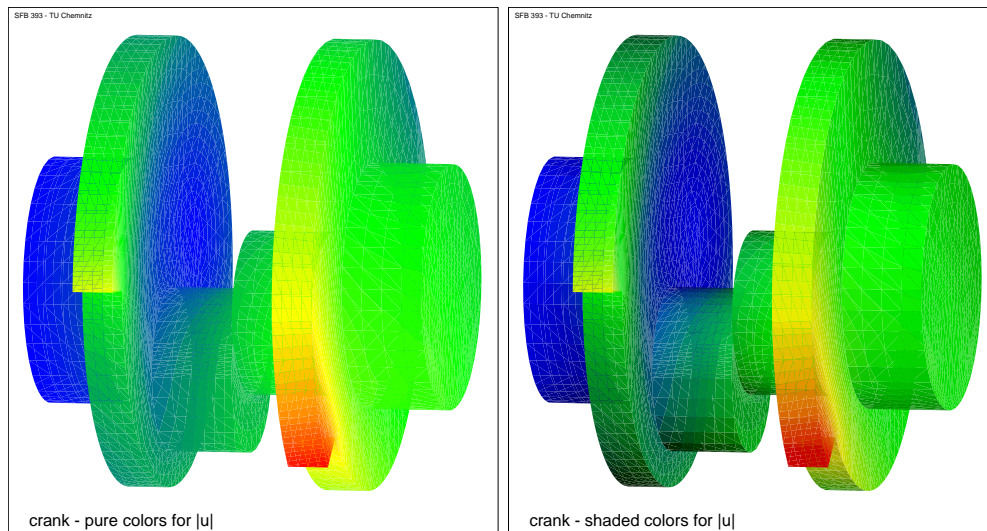 SFB 393 - TU Chemnitz
crank - pure colors for |u|
SFB 393 - TU Chemnitz
crank - shaded colors for |u|